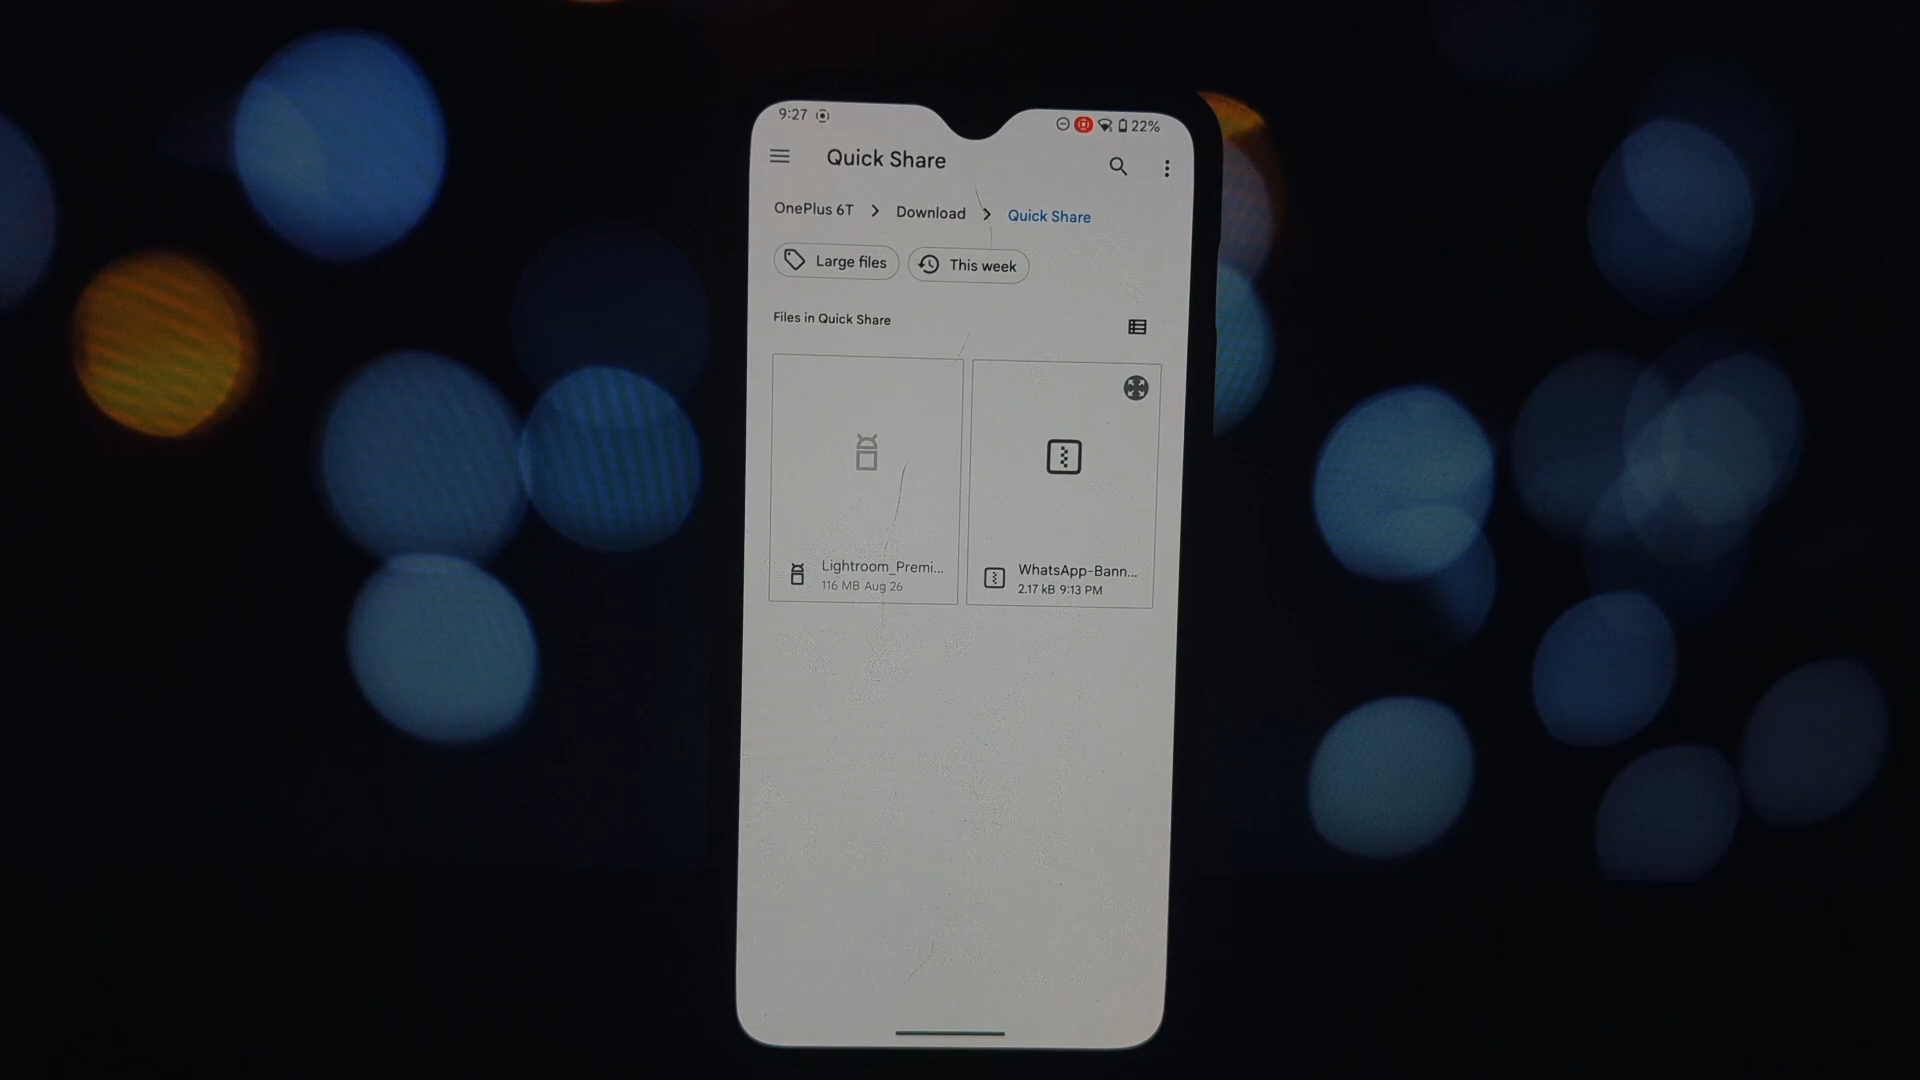 9:27
22%
Quick Share
OnePlus 6T > Download > Quick Share
Large files
This week
Files in Quick Share
Lightroom_Premi...
116 MB Aug 26
WhatsApp-Bann...
2.17 kB 9:13 PM